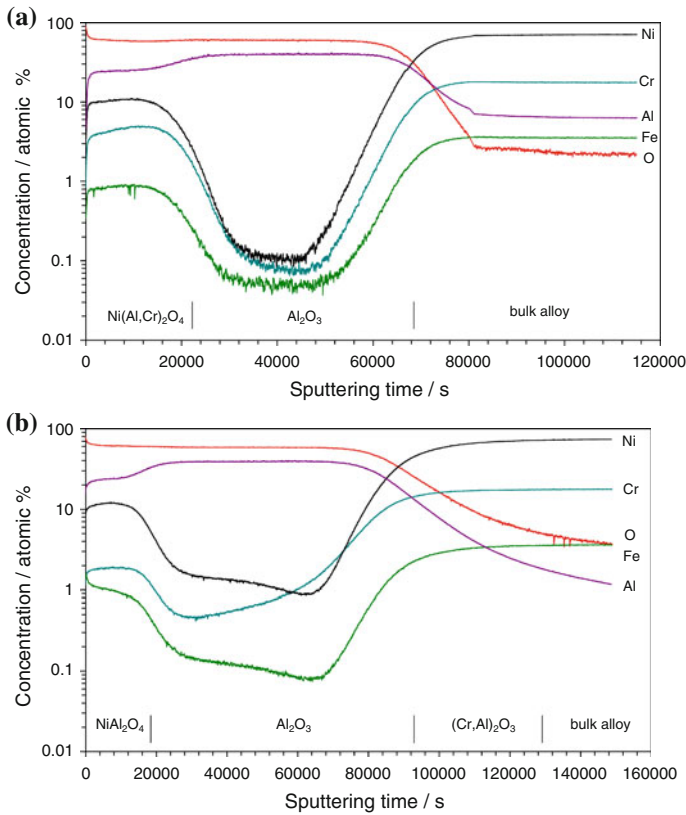 (a)
100
10
1
0.1
0.01
Concentration / atomic %
Ni
Cr
Al
Fe
O
Ni(Al,Cr)₂O₄
Al₂O₃
bulk alloy
0 20000 40000 60000 80000 100000 120000
Sputtering time / s
(b)
100
10
1
0.1
0.01
Concentration / atomic %
Ni
Cr
O
Fe
Al
NiAl₂O₄
Al₂O₃
(Cr,Al)₂O₃
bulk alloy
0 20000 40000 60000 80000 100000 120000 140000 160000
Sputtering time / s